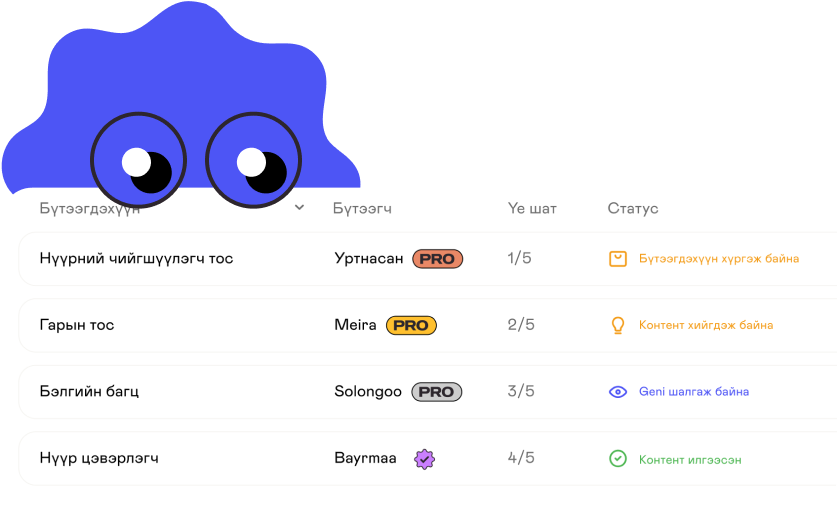 Бүтээгдэхүүн Бүтээгч Үе шат Статус
Нүүрний чийгшүүлэгч тос Уртнасан PRO 1/5 Бүтээгдэхүүн хүргэж байна
Гарын тос Meira PRO 2/5 Контент хийгдэж байна
Бэлгийн багц Solongoo PRO 3/5 Geni шалгаж байна
Нүүр цэвэрлэгч Bayrmaa 4/5 Контент илгээсэн